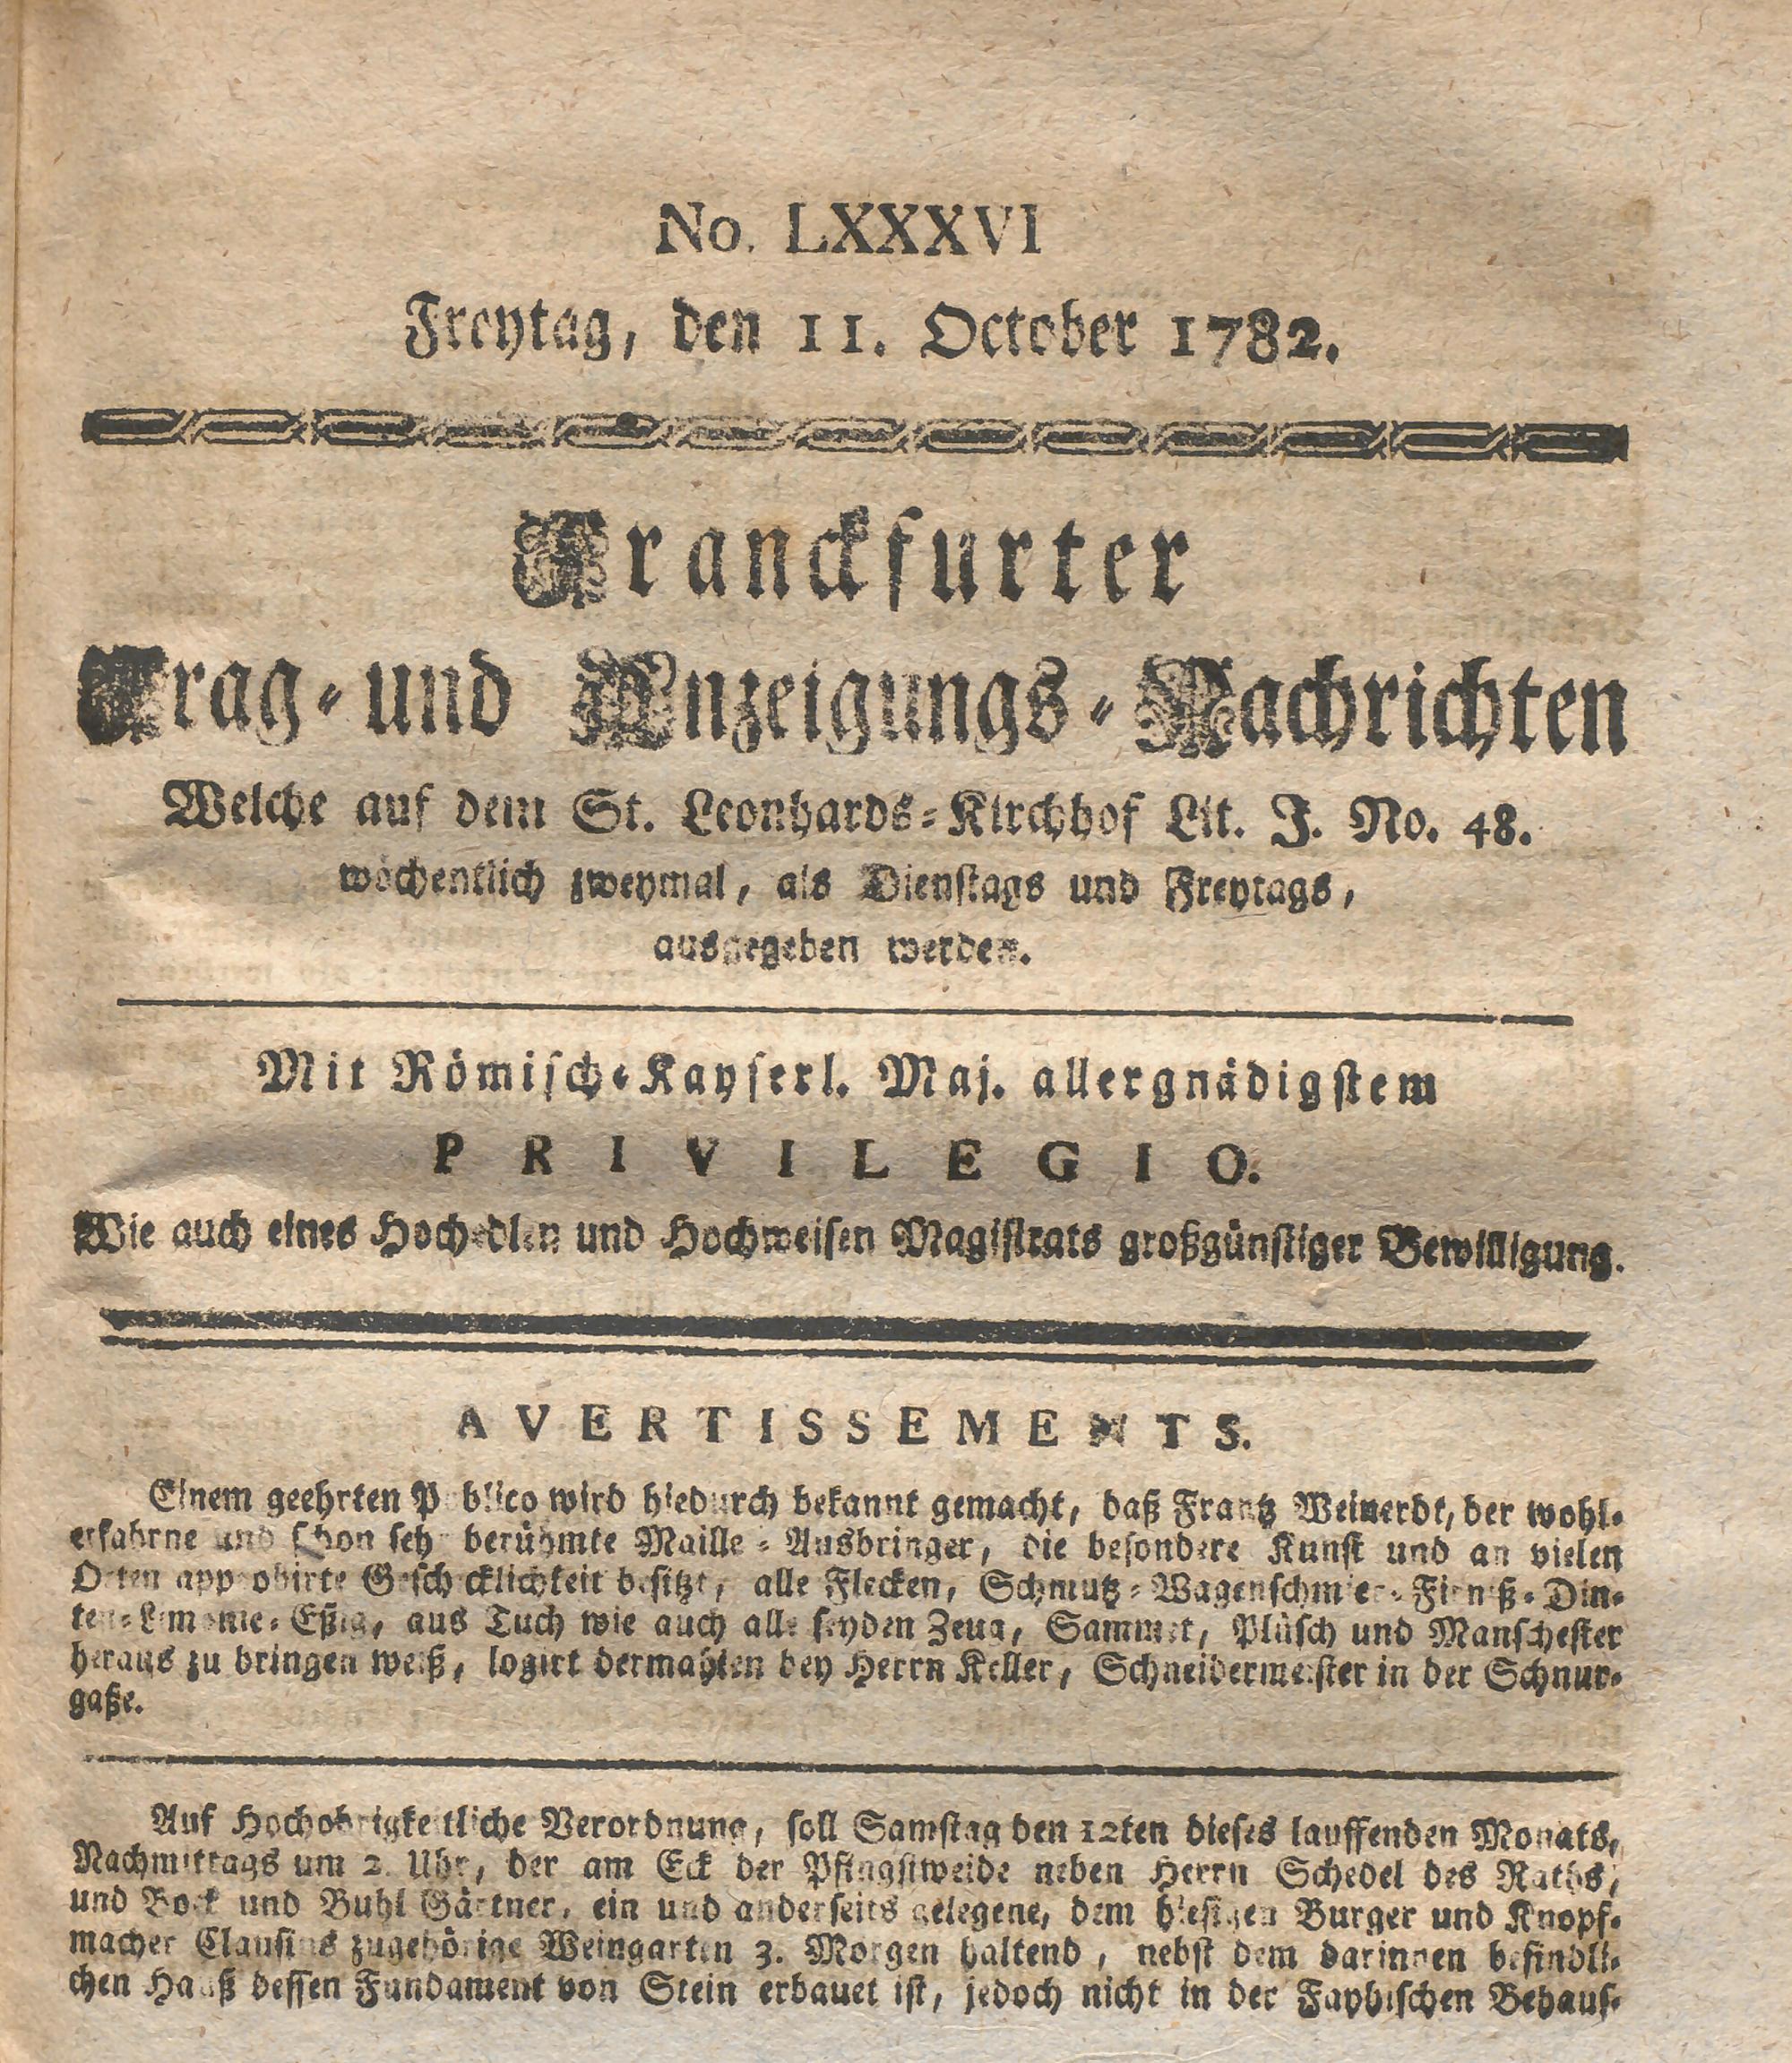 No. LXXXVI
Freytag, den 11. October 1782.
Franckfurter
Frag- und Anzeigungs-Nachrichten
Welche auf dem St. Leonhards-Kirchhof Lit. J. No. 48.
wöchentlich zweymal, als Dienstags und Freytags,
ausgegeben werden.
Mit Römisch-Kayserl. Maj. allergnädigstem
PRIVILEGIO.
Wie auch eines Hochedlen und Hochweisen Magistrats großgünstiger Bewilligung.
AVERTISSEMENTS.
Einem geehrten Publico wird hiedurch bekannt gemacht, daß Frantz Weinerdt, der wohl-
erfahrne und schon sehr berühmte Maille-Ausbringer, die besondere Kunst und an vielen
Orten approbirte Geschicklichkeit besitzt, alle Flecken, Schmutz-Wagenschmier-Firniß-Din-
ten-Limonie-Eßig, aus Tuch wie auch alle seyden Zeug, Sammet, Plüsch und Manschester
heraus zu bringen weiß, logirt dermahlen bey Herrn Keller, Schneidermeister in der Schnur-
gaße.
Auf Hochobrigkeitliche Verordnung, soll Samstag den 12ten dieses lauffenden Monats,
Nachmittags um 2. Uhr, der am Eck der Pfingstweide neben Herrn Schedel des Raths,
und Bock und Buhl Gärtner, ein und anderseits gelegene, dem hiesigen Burger und Knopf-
macher Clausius zugehörige Weingarten 3. Morgen haltend, nebst dem darinnen befindli-
chen Hauß dessen Fundament von Stein erbauet ist, jedoch nicht in der Fayhischen Behaus-